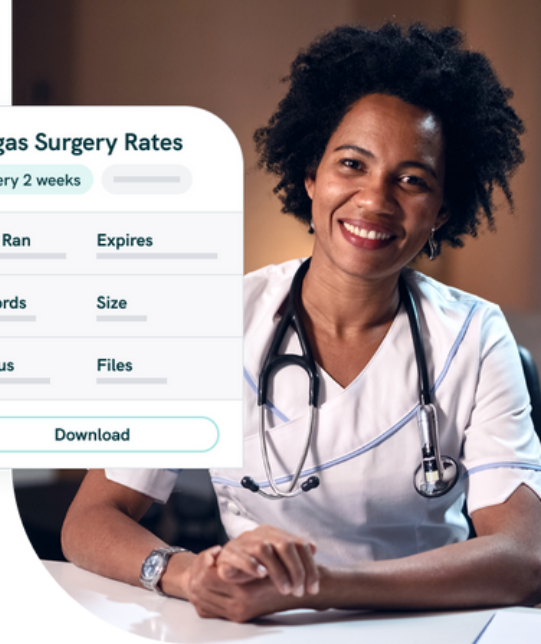 gas Surgery Rates
ery 2 weeks
Ran
Expires
ords
Size
us
Files
Download